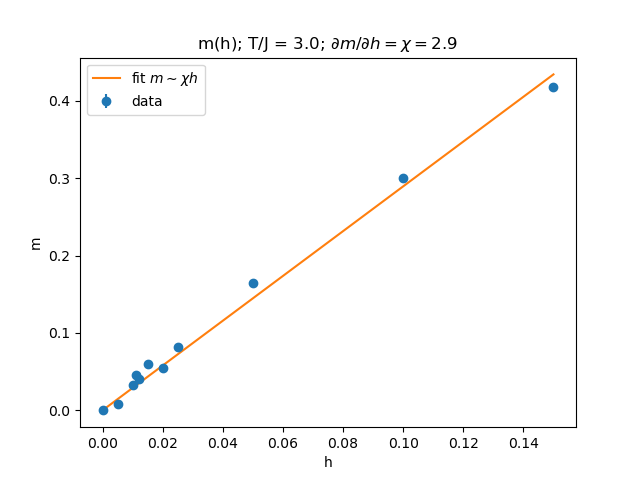 m(h); T/J = 3.0; ∂m/∂h = χ = 2.9
fit m ∼ χh
data
m
0.4
0.3
0.2
0.1
0.0
0.00 0.02 0.04 0.06 0.08 0.10 0.12 0.14
h